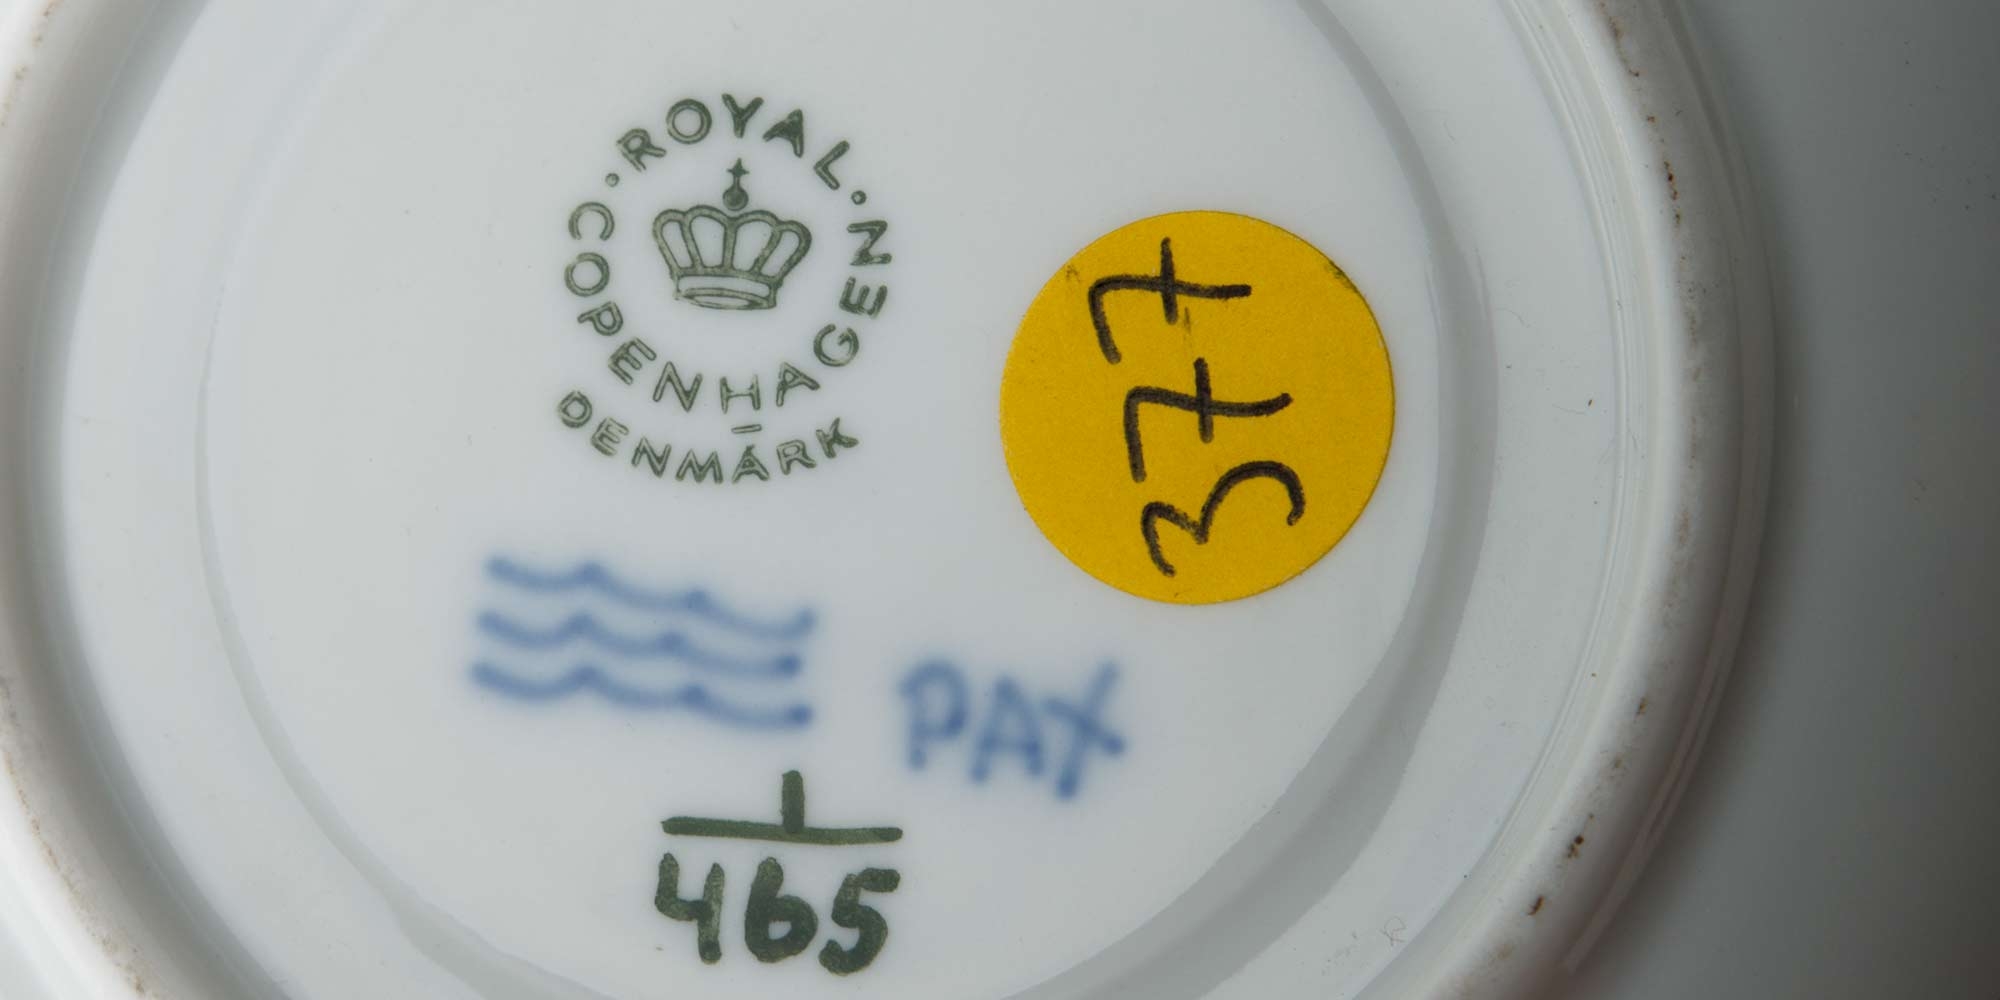 · ROYAL ·
COPENHAGEN
DENMARK
377
PAX
1
465